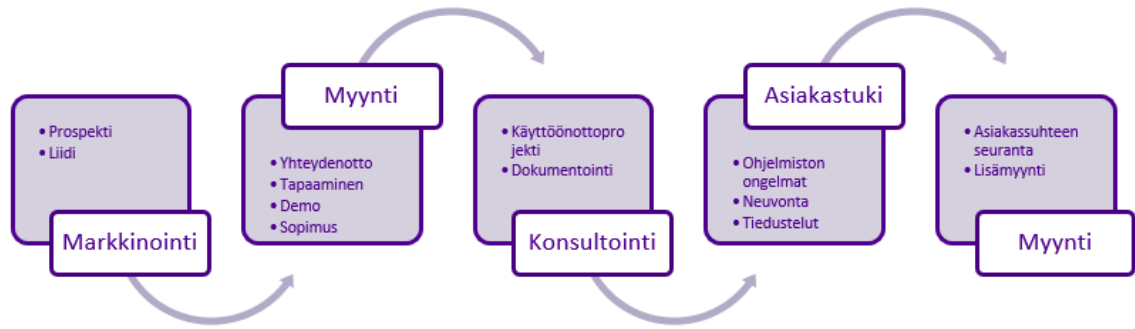 • Prospekti
• Liidi
Markkinointi
Myynti
• Yhteydenotto
• Tapaaminen
• Demo
• Sopimus
• Käyttöönottopro
jekti
• Dokumentointi
Konsultointi
Asiakastuki
• Ohjelmiston
ongelmat
• Neuvonta
• Tiedustelut
• Asiakassuhteen
seuranta
• Lisämyynti
Myynti